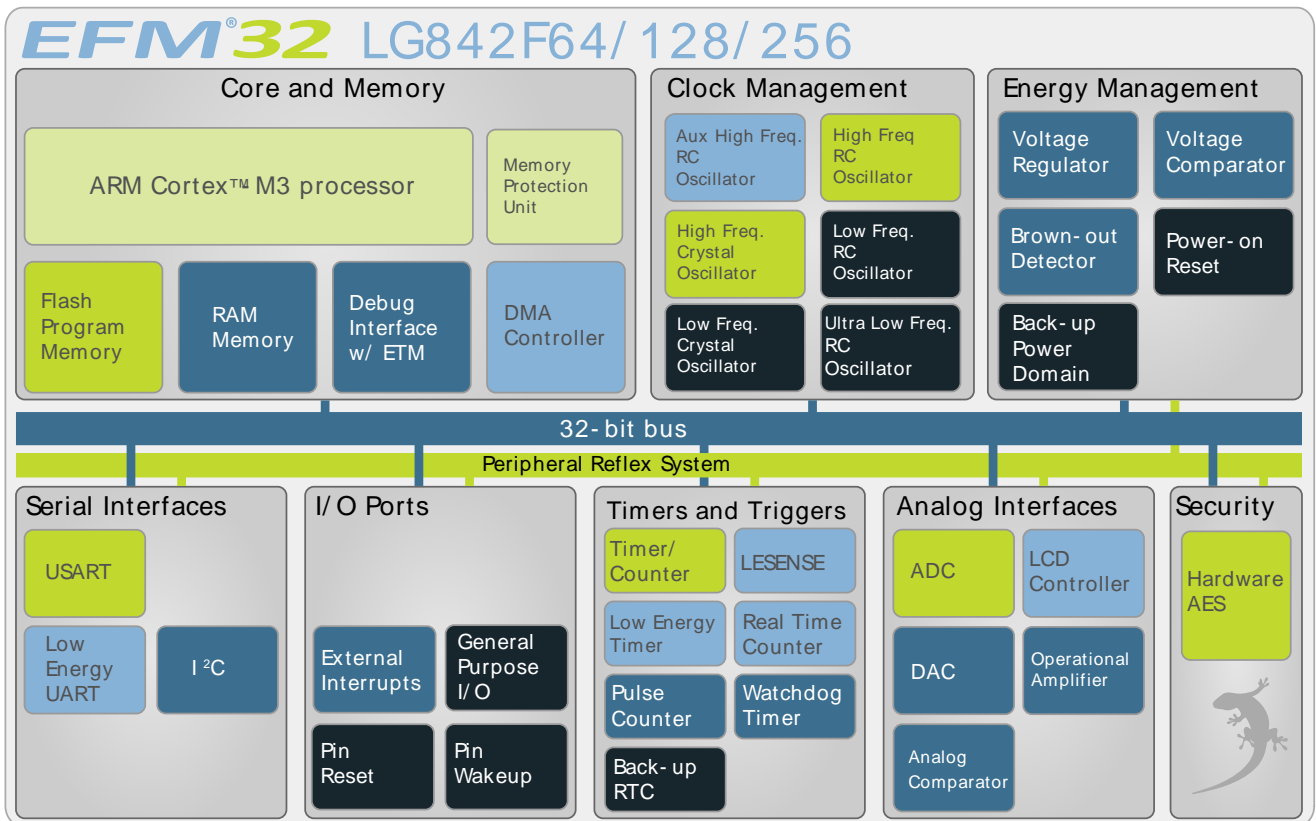 EFM®32 LG842F64/128/256
Core and Memory
ARM Cortex™ M3 processor
Memory
Protection
Unit
Flash
Program
Memory
RAM
Memory
Debug
Interface
w/ ETM
DMA
Controller
Clock Management
Aux High Freq.
RC
Oscillator
High Freq
RC
Oscillator
High Freq.
Crystal
Oscillator
Low Freq.
RC
Oscillator
Low Freq.
Crystal
Oscillator
Ultra Low Freq.
RC
Oscillator
Energy Management
Voltage
Regulator
Voltage
Comparator
Brown-out
Detector
Power-on
Reset
Back-up
Power
Domain
32-bit bus
Peripheral Reflex System
Serial Interfaces
USART
Low
Energy
UART
I²C
I/O Ports
External
Interrupts
General
Purpose
I/O
Pin
Reset
Pin
Wakeup
Timers and Triggers
Timer/
Counter
LESENSE
Low Energy
Timer
Real Time
Counter
Pulse
Counter
Watchdog
Timer
Back-up
RTC
Analog Interfaces
ADC
LCD
Controller
DAC
Operational
Amplifier
Analog
Comparator
Security
Hardware
AES